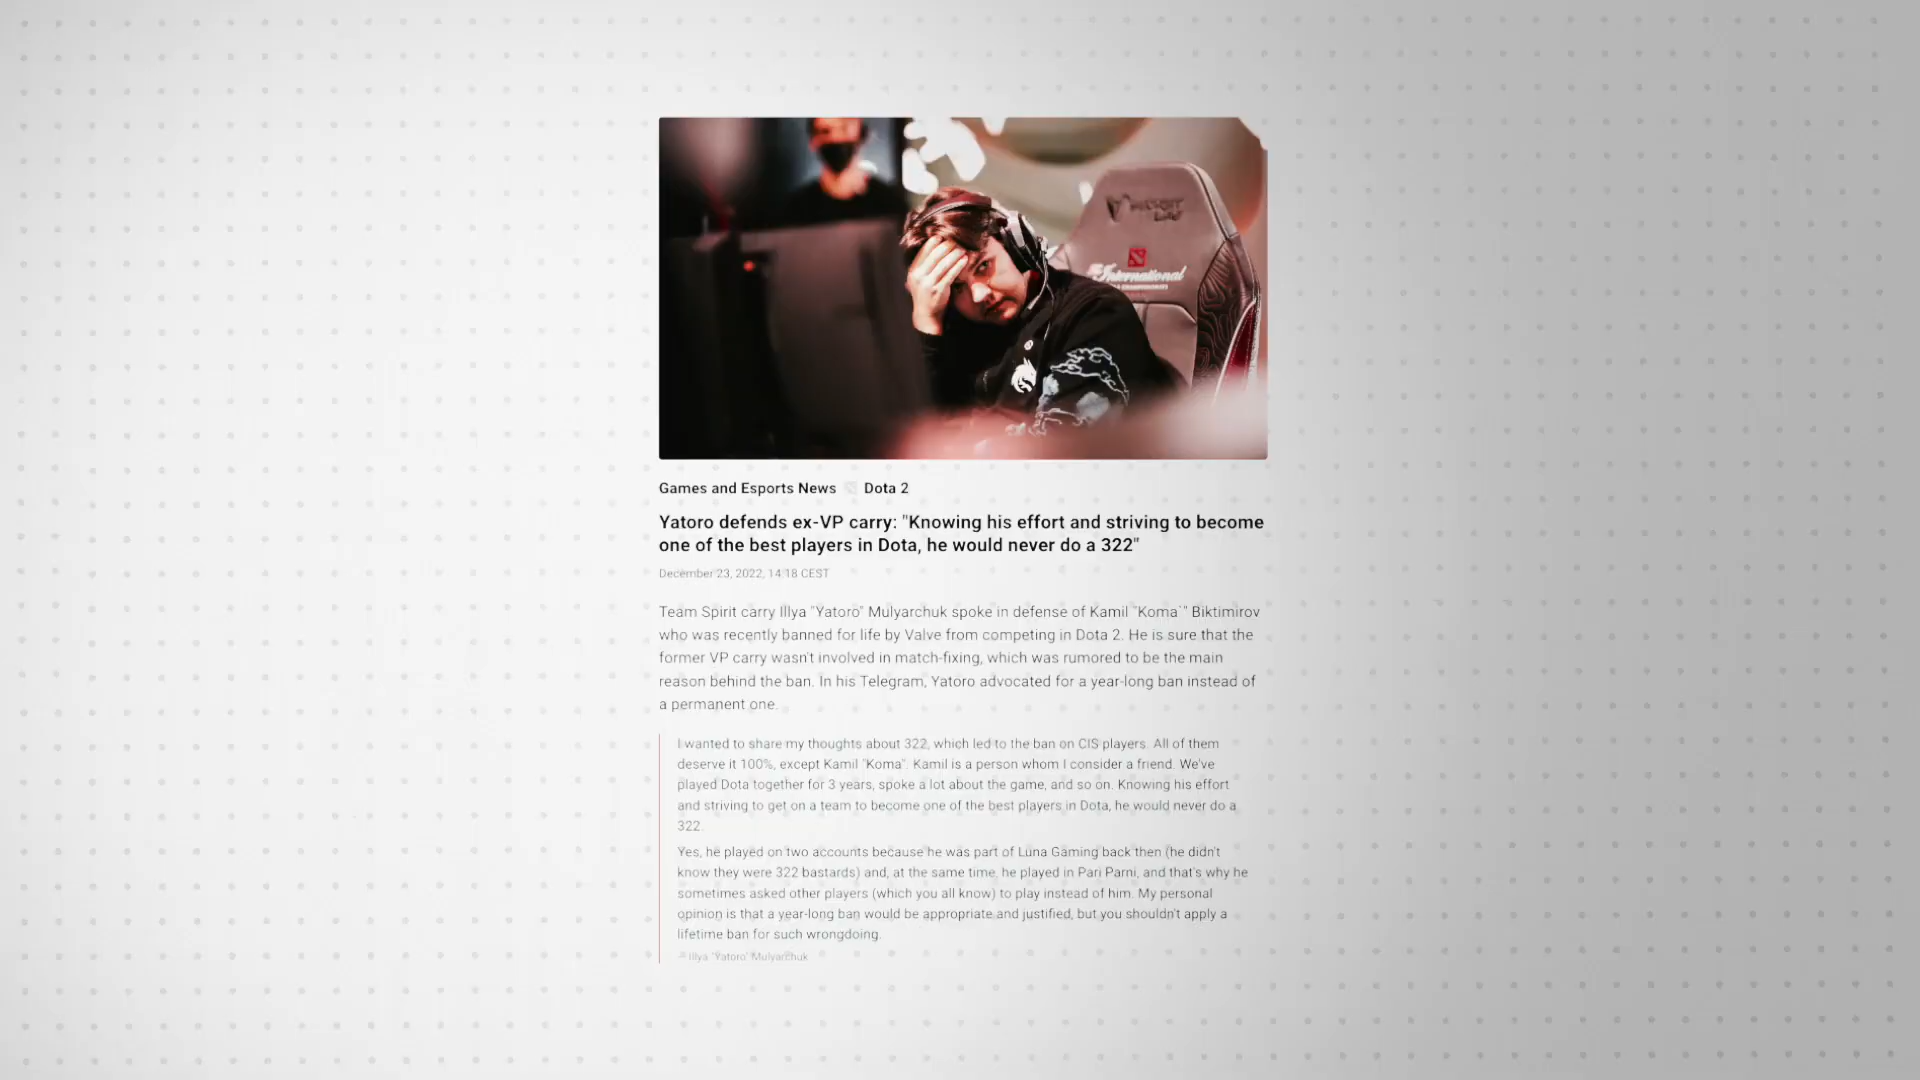 International
Games and Esports News Dota 2
Yatoro defends ex-VP carry: "Knowing his effort and striving to become
one of the best players in Dota, he would never do a 322"
December 23, 2022, 14:18 CEST
Team Spirit carry Illya "Yatoro" Mulyarchuk spoke in defense of Kamil "Koma`" Biktimirov
who was recently banned for life by Valve from competing in Dota 2. He is sure that the
former VP carry wasn't involved in match-fixing, which was rumored to be the main
reason behind the ban. In his Telegram, Yatoro advocated for a year-long ban instead of
a permanent one.
I wanted to share my thoughts about 322, which led to the ban on CIS players. All of them
deserve it 100%, except Kamil "Koma". Kamil is a person whom I consider a friend. We've
played Dota together for 3 years, spoke a lot about the game, and so on. Knowing his effort
and striving to get on a team to become one of the best players in Dota, he would never do a
322.
Yes, he played on two accounts because he was part of Luna Gaming back then (he didn't
know they were 322 bastards) and, at the same time, he played in Pari Parni, and that's why he
sometimes asked other players (which you all know) to play instead of him. My personal
opinion is that a year-long ban would be appropriate and justified, but you shouldn't apply a
lifetime ban for such wrongdoing.
— Illya "Yatoro" Mulyarchuk